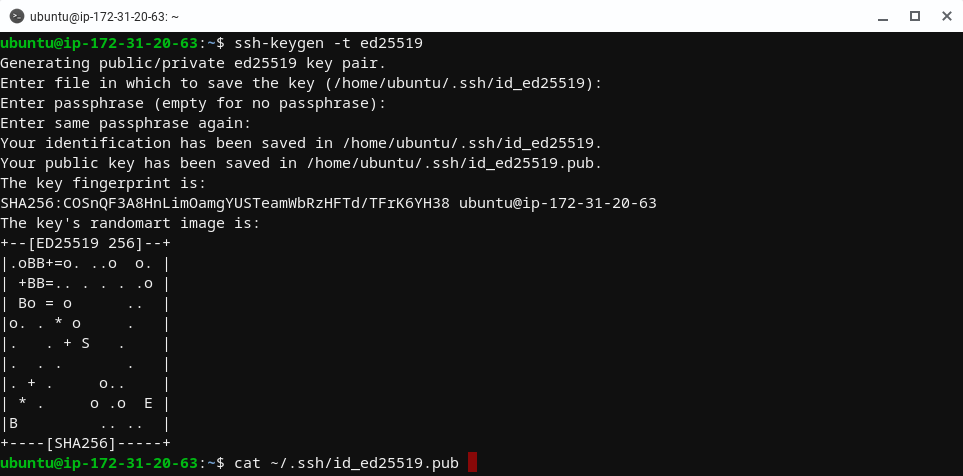 ubuntu@ip-172-31-20-63: ~
ubuntu@ip-172-31-20-63:~$ ssh-keygen -t ed25519
Generating public/private ed25519 key pair.
Enter file in which to save the key (/home/ubuntu/.ssh/id_ed25519):
Enter passphrase (empty for no passphrase):
Enter same passphrase again:
Your identification has been saved in /home/ubuntu/.ssh/id_ed25519.
Your public key has been saved in /home/ubuntu/.ssh/id_ed25519.pub.
The key fingerprint is:
SHA256:COSnQF3A8HnLimOamgYUSTeamWbRzHFTd/TFrK6YH38 ubuntu@ip-172-31-20-63
The key's randomart image is:
+--[ED25519 256]--+
|.oBB+=o. ..o  o. |
| +BB=.. . . . .o |
| Bo = o      ..  |
|o. . * o     .   |
|.   . + S   .    |
|.  . .       .   |
|. + .     o..    |
| * .     o .o  E |
|B         .. ..  |
+----[SHA256]-----+
ubuntu@ip-172-31-20-63:~$ cat ~/.ssh/id_ed25519.pub